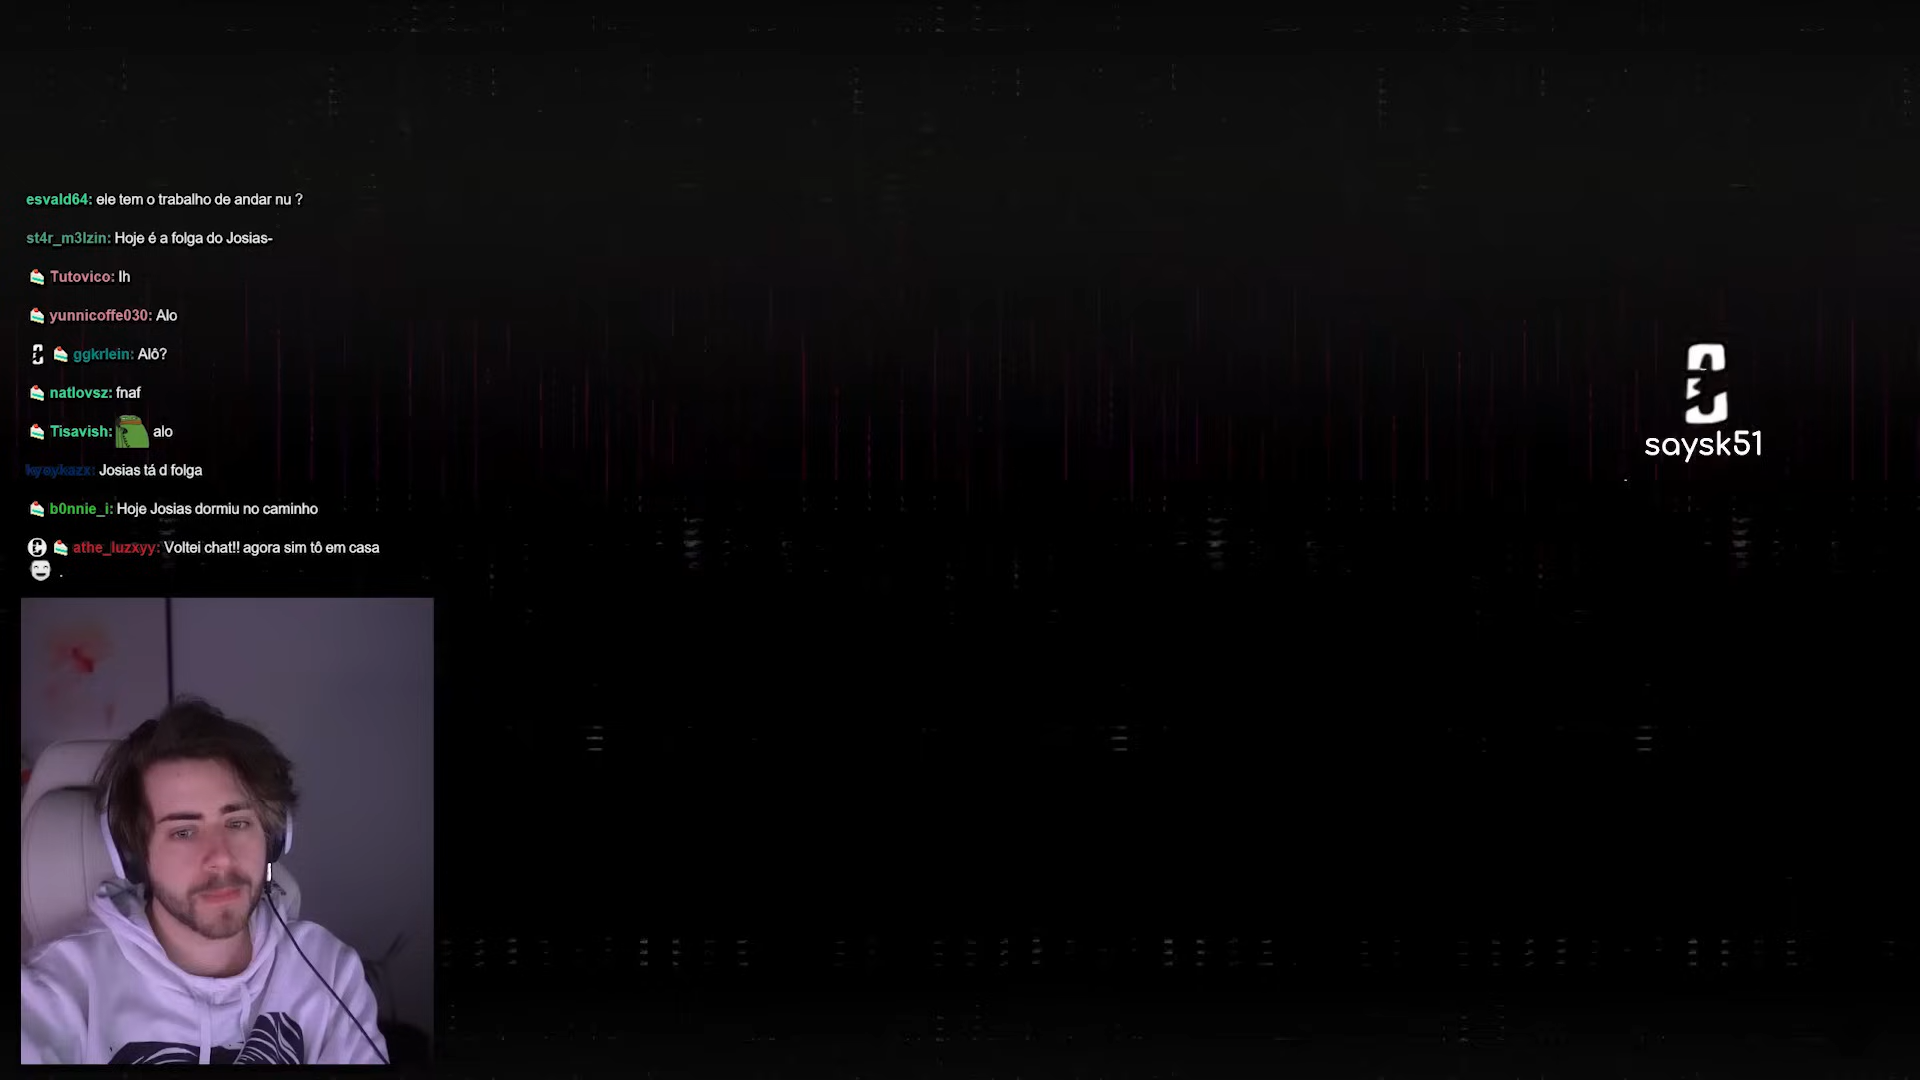 esvald64: ele tem o trabalho de andar nu ?
st4r_m3lzin: Hoje é a folga do Josias-
Tutovico: Ih
yunnicoffe030: Alo
ggkrlein: Alô?
natlovsz: fnaf
Tisavish: alo
kyoykazx: Josias tá d folga
b0nnie_i: Hoje Josias dormiu no caminho
athe_luzxyy: Voltei chat!! agora sim tô em casa
.
saysk51